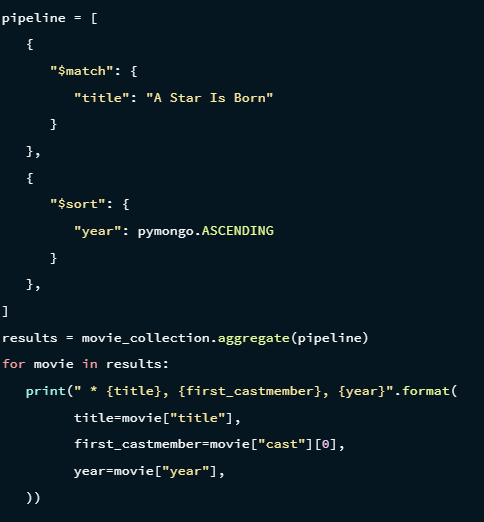 pipeline = [
   {
      "$match": {
         "title": "A Star Is Born"
      }
   },
   {
      "$sort": {
         "year": pymongo.ASCENDING
      }
   },
]
results = movie_collection.aggregate(pipeline)
for movie in results:
   print(" * {title}, {first_castmember}, {year}".format(
         title=movie["title"],
         first_castmember=movie["cast"][0],
         year=movie["year"],
   ))